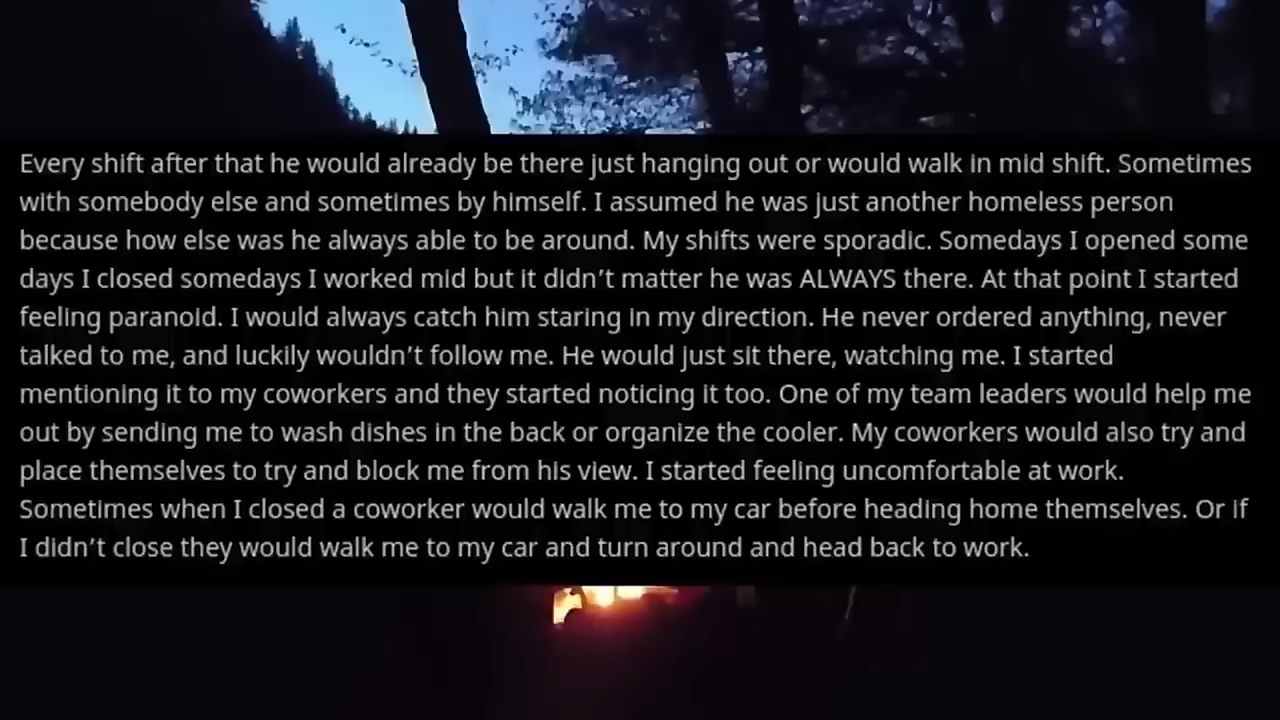 Every shift after that he would already be there just hanging out or would walk in mid shift. Sometimes
with somebody else and sometimes by himself. I assumed he was just another homeless person
because how else was he always able to be around. My shifts were sporadic. Somedays I opened some
days I closed somedays I worked mid but it didn’t matter he was ALWAYS there. At that point I started
feeling paranoid. I would always catch him staring in my direction. He never ordered anything, never
talked to me, and luckily wouldn’t follow me. He would just sit there, watching me. I started
mentioning it to my coworkers and they started noticing it too. One of my team leaders would help me
out by sending me to wash dishes in the back or organize the cooler. My coworkers would also try and
place themselves to try and block me from his view. I started feeling uncomfortable at work.
Sometimes when I closed a coworker would walk me to my car before heading home themselves. Or if
I didn’t close they would walk me to my car and turn around and head back to work.